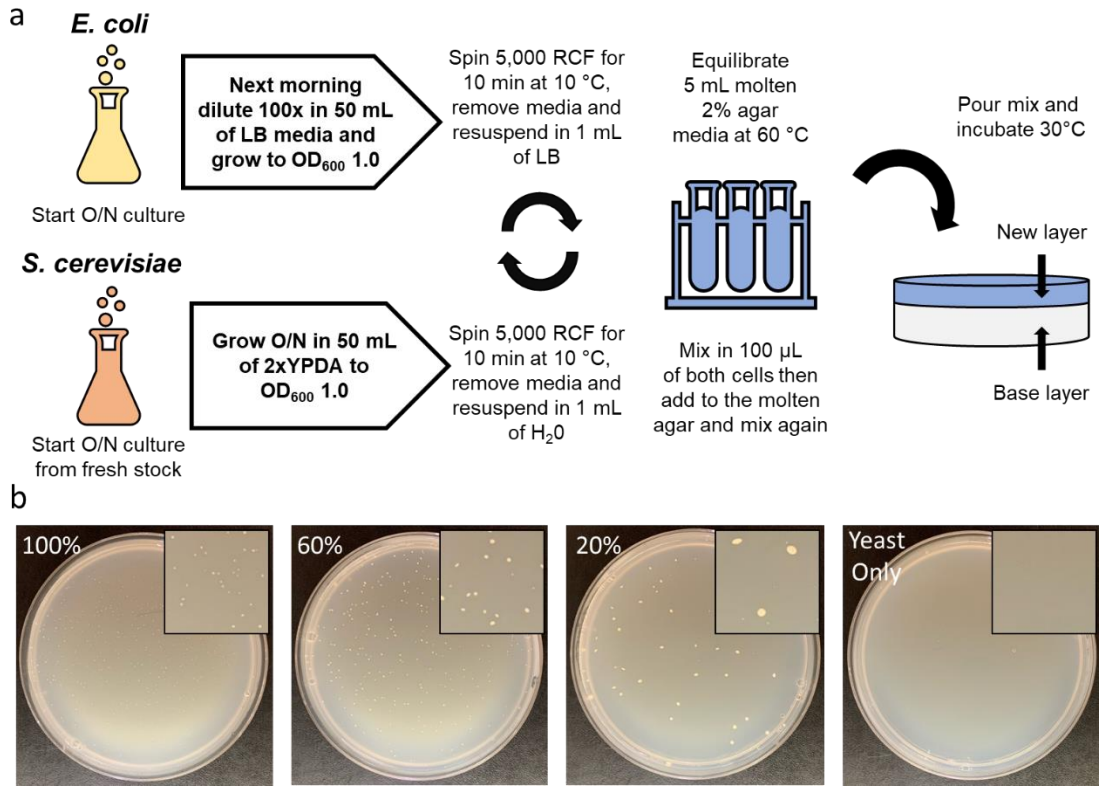 a
E. coli
Start O/N culture
Next morning
dilute 100x in 50 mL
of LB media and
grow to OD₆₀₀ 1.0
Spin 5,000 RCF for
10 min at 10 °C,
remove media and
resuspend in 1 mL
of LB
Equilibrate
5 mL molten
2% agar
media at 60 °C
Pour mix and
incubate 30°C
S. cerevisiae
Start O/N culture
from fresh stock
Grow O/N in 50 mL
of 2xYPDA to
OD₆₀₀ 1.0
Spin 5,000 RCF for
10 min at 10 °C,
remove media and
resuspend in 1 mL
of H₂0
Mix in 100 µL
of both cells then
add to the molten
agar and mix again
New layer
Base layer
b
100%
60%
20%
Yeast
Only